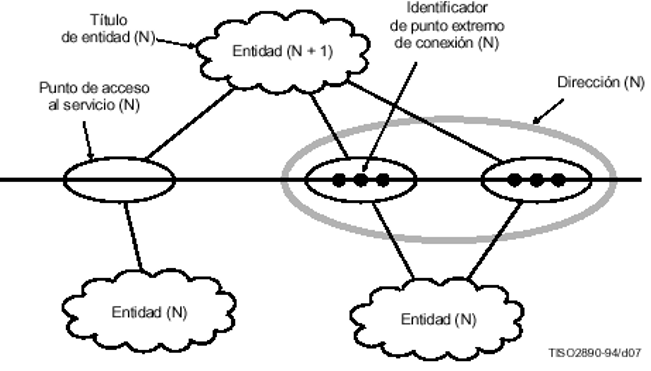 Título
de entidad (N)
Entidad (N + 1)
Identificador
de punto extremo
de conexión (N)
Dirección (N)
Punto de acceso
al servicio (N)
Entidad (N)
Entidad (N)
TISO2890-94/d07